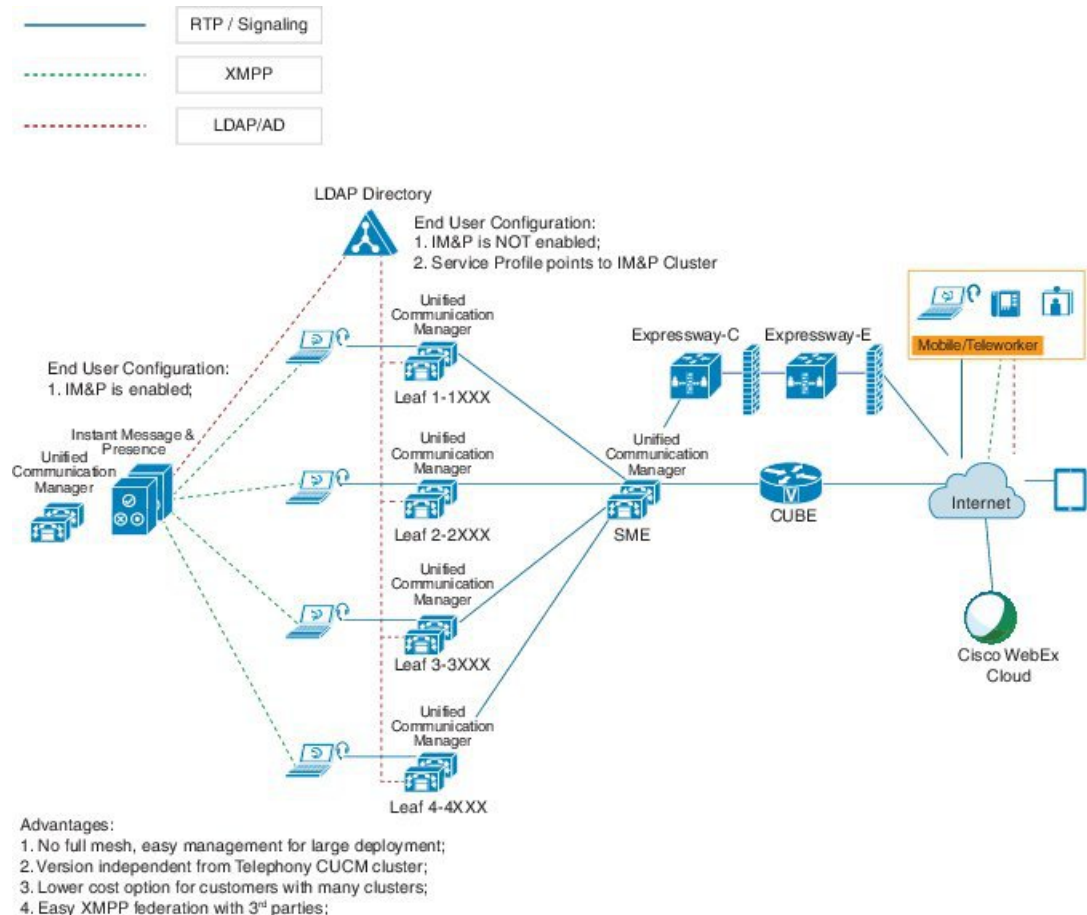 RTP / Signaling
XMPP
LDAP/AD
LDAP Directory
End User Configuration:
1. IM&P is NOT enabled;
2. Service Profile points to IM&P Cluster
Unified
Communication
Manager
Leaf 1-1XXX
Expressway-C
Expressway-E
Mobile/Teleworker
End User Configuration:
1. IM&P is enabled;
Instant Message &
Presence
Unified
Communication
Manager
Unified
Communication
Manager
Leaf 2-2XXX
Unified
Communication
Manager
SME
CUBE
Internet
Unified
Communication
Manager
Leaf 3-3XXX
Cisco WebEx
Cloud
Unified
Communication
Manager
Leaf 4-4XXX
Advantages:
1. No full mesh, easy management for large deployment;
2. Version independent from Telephony CUCM cluster;
3. Lower cost option for customers with many clusters;
4. Easy XMPP federation with 3rd parties;